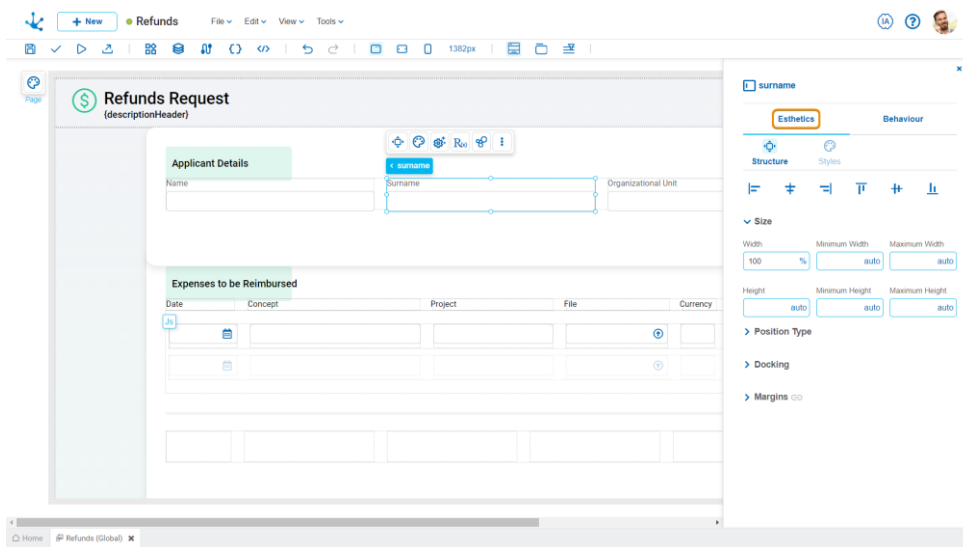 + New
Refunds
File
Edit
View
Tools
IA
?
1382px
Page
$
Refunds Request
{descriptionHeader}
R(x)
Applicant Details
< surname
Name
Surname
Organizational Unit
Expenses to be Reimbursed
Date
Concept
Project
File
Currency
Js
surname
Esthetics
Behaviour
Structure
Styles
Size
Width
Minimum Width
Maximum Width
100 %
auto
auto
Height
Minimum Height
Maximum Height
auto
auto
auto
Position Type
Docking
Margins
Home
Refunds (Global)